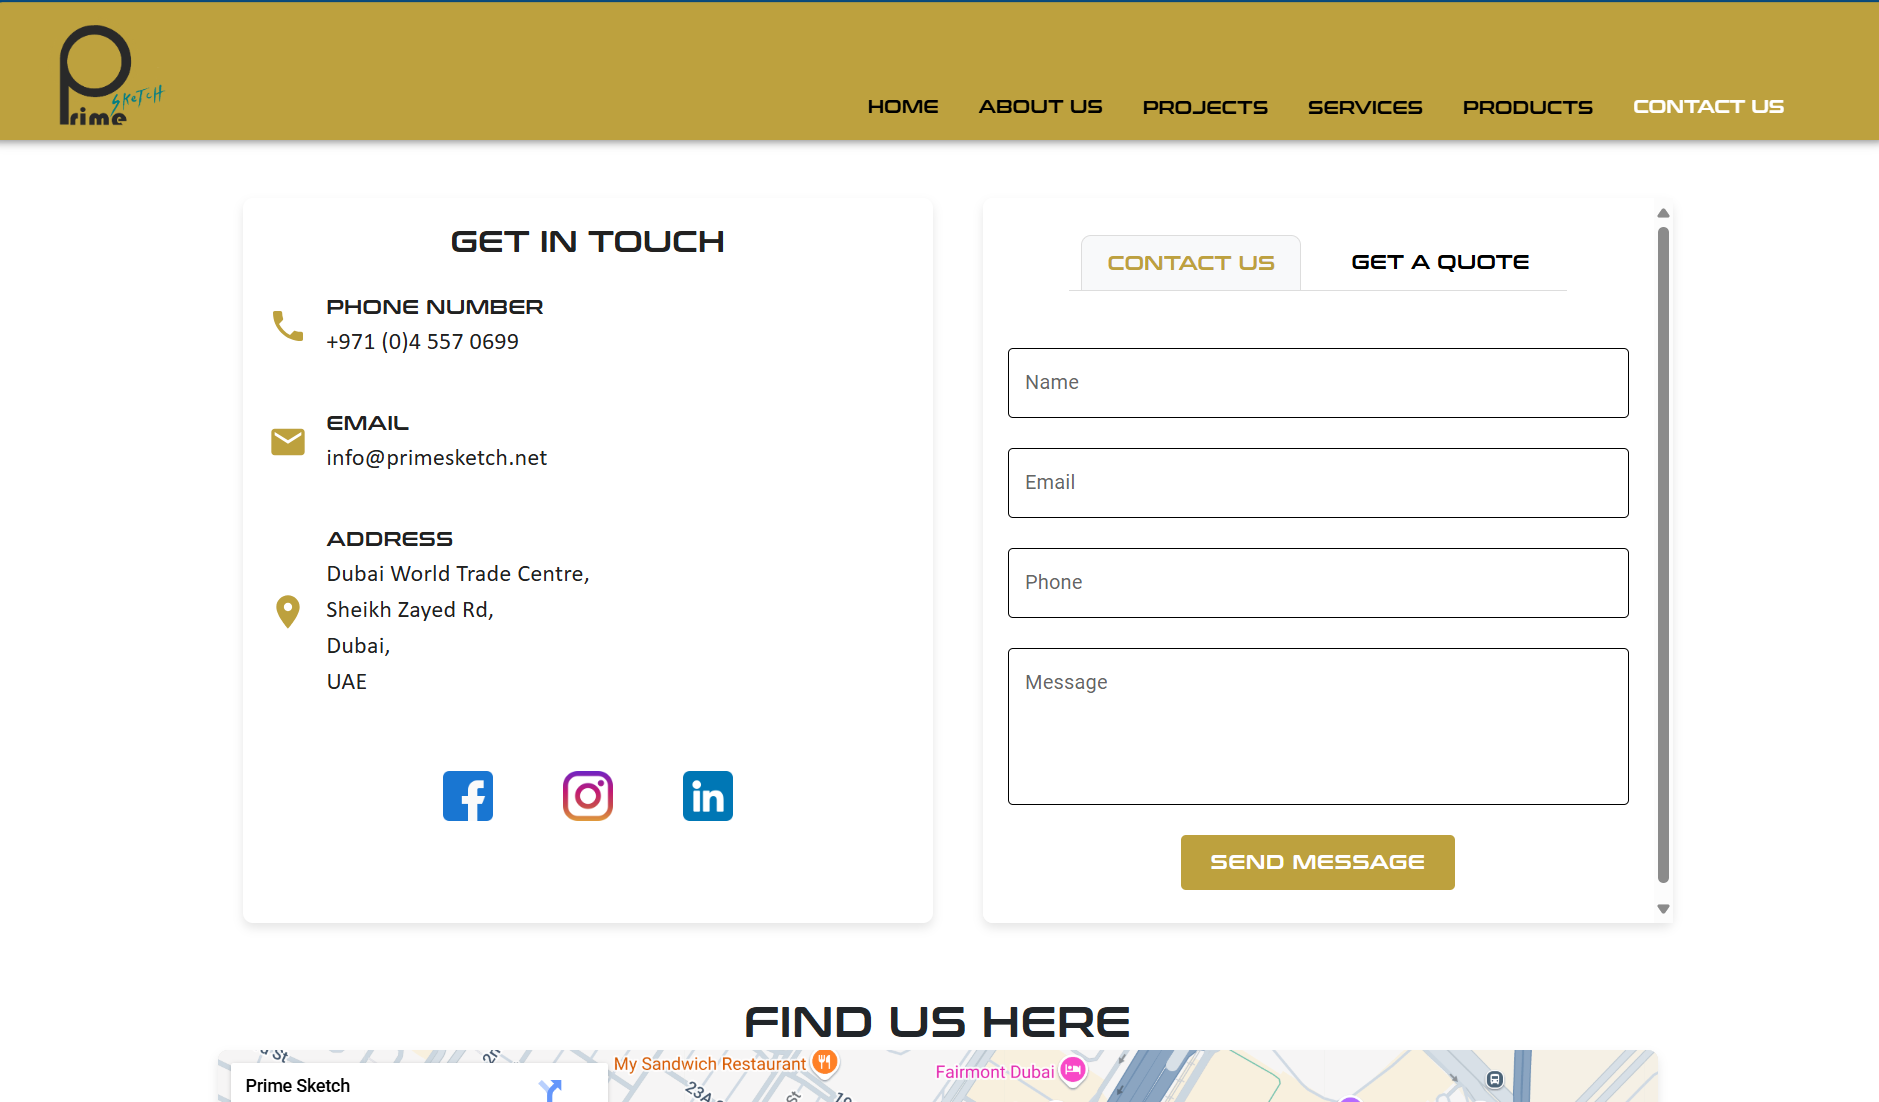 Prime
SKeTCH
HOME ABOUT US PROJECTS SERVICES PRODUCTS CONTACT US
GET IN TOUCH
PHONE NUMBER
+971 (0)4 557 0699
EMAIL
info@primesketch.net
ADDRESS
Dubai World Trade Centre,
Sheikh Zayed Rd,
Dubai,
UAE
CONTACT US GET A QUOTE
Name
Email
Phone
Message
SEND MESSAGE
FIND US HERE
My Sandwich Restaurant
Fairmont Dubai
Prime Sketch
St
St